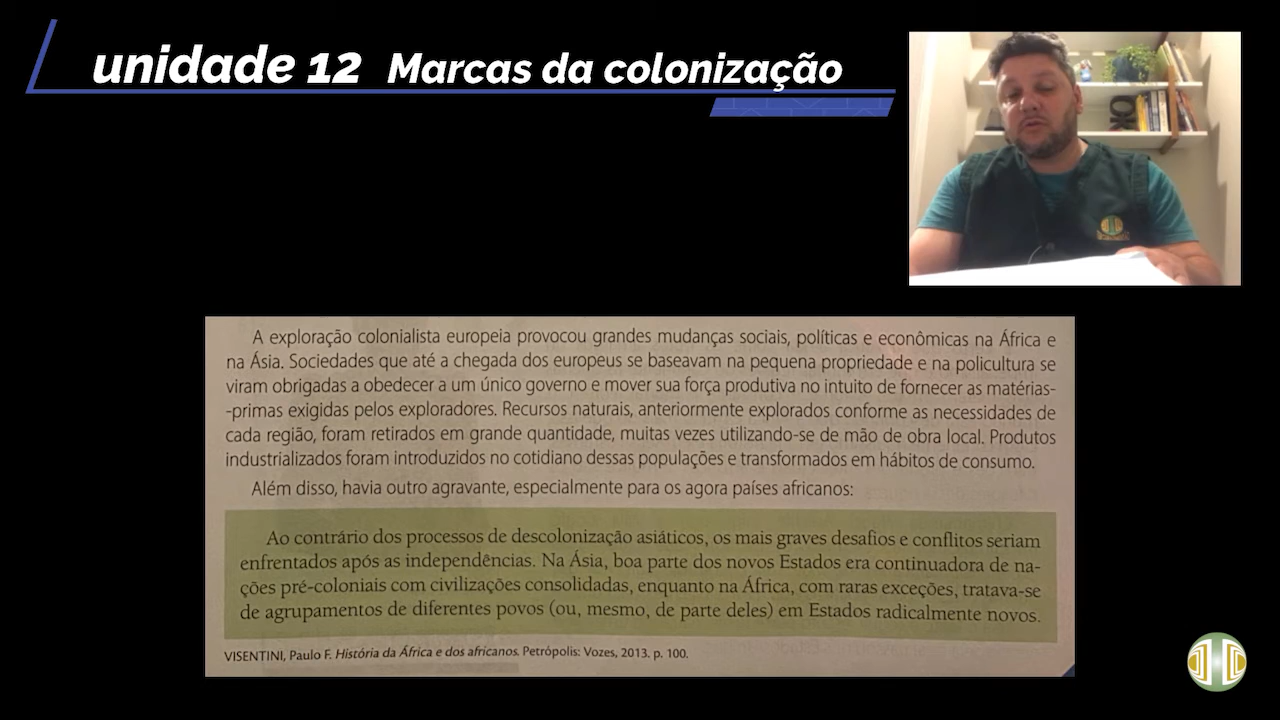 unidade 12 Marcas da colonização
A exploração colonialista europeia provocou grandes mudanças sociais, políticas e econômicas na África e
na Ásia. Sociedades que até a chegada dos europeus se baseavam na pequena propriedade e na policultura se
viram obrigadas a obedecer a um único governo e mover sua força produtiva no intuito de fornecer as matérias-
-primas exigidas pelos exploradores. Recursos naturais, anteriormente explorados conforme as necessidades de
cada região, foram retirados em grande quantidade, muitas vezes utilizando-se de mão de obra local. Produtos
industrializados foram introduzidos no cotidiano dessas populações e transformados em hábitos de consumo.
Além disso, havia outro agravante, especialmente para os agora países africanos:
Ao contrário dos processos de descolonização asiáticos, os mais graves desafios e conflitos seriam
enfrentados após as independências. Na Ásia, boa parte dos novos Estados era continuadora de na-
ções pré-coloniais com civilizações consolidadas, enquanto na África, com raras exceções, tratava-se
de agrupamentos de diferentes povos (ou, mesmo, de parte deles) em Estados radicalmente novos.
VISENTINI, Paulo F. História da África e dos africanos. Petrópolis: Vozes, 2013. p. 100.